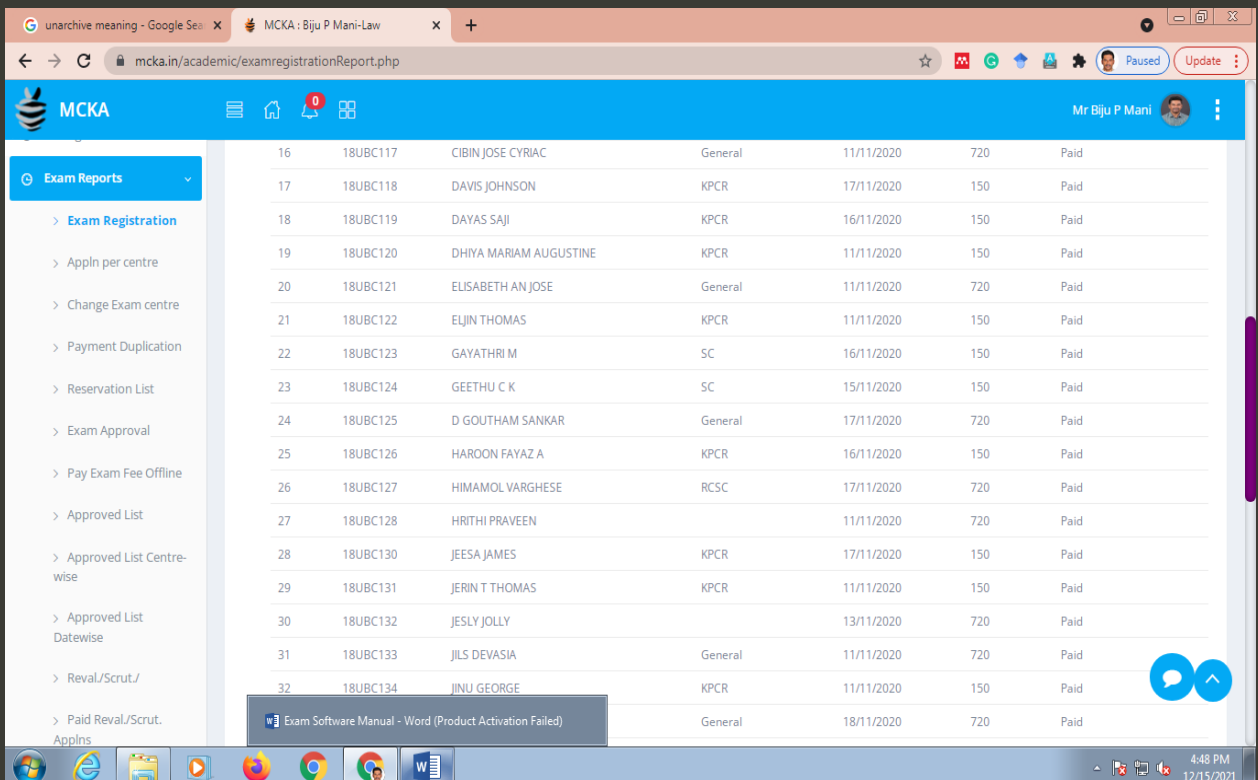 unarchive meaning - Google Sea
MCKA : Biju P Mani-Law
mcka.in/academic/examregistrationReport.php
Paused
Update
MCKA
0
Mr Biju P Mani
Exam Reports
Exam Registration
Appln per centre
Change Exam centre
Payment Duplication
Reservation List
Exam Approval
Pay Exam Fee Offline
Approved List
Approved List Centre-
wise
Approved List
Datewise
Reval./Scrut./
Paid Reval./Scrut.
Applns
16 18UBC117 CIBIN JOSE CYRIAC General 11/11/2020 720 Paid
17 18UBC118 DAVIS JOHNSON KPCR 17/11/2020 150 Paid
18 18UBC119 DAYAS SAJI KPCR 16/11/2020 150 Paid
19 18UBC120 DHIYA MARIAM AUGUSTINE KPCR 11/11/2020 150 Paid
20 18UBC121 ELISABETH AN JOSE General 11/11/2020 720 Paid
21 18UBC122 ELJIN THOMAS KPCR 11/11/2020 150 Paid
22 18UBC123 GAYATHRI M SC 16/11/2020 150 Paid
23 18UBC124 GEETHU C K SC 15/11/2020 150 Paid
24 18UBC125 D GOUTHAM SANKAR General 17/11/2020 720 Paid
25 18UBC126 HAROON FAYAZ A KPCR 16/11/2020 150 Paid
26 18UBC127 HIMAMOL VARGHESE RCSC 17/11/2020 720 Paid
27 18UBC128 HRITHI PRAVEEN 11/11/2020 720 Paid
28 18UBC130 JEESA JAMES KPCR 17/11/2020 150 Paid
29 18UBC131 JERIN T THOMAS KPCR 11/11/2020 150 Paid
30 18UBC132 JESLY JOLLY 13/11/2020 720 Paid
31 18UBC133 JILS DEVASIA General 11/11/2020 720 Paid
32 18UBC134 JINU GEORGE KPCR 11/11/2020 150 Paid
General 18/11/2020 720 Paid
Exam Software Manual - Word (Product Activation Failed)
4:48 PM
12/15/2021